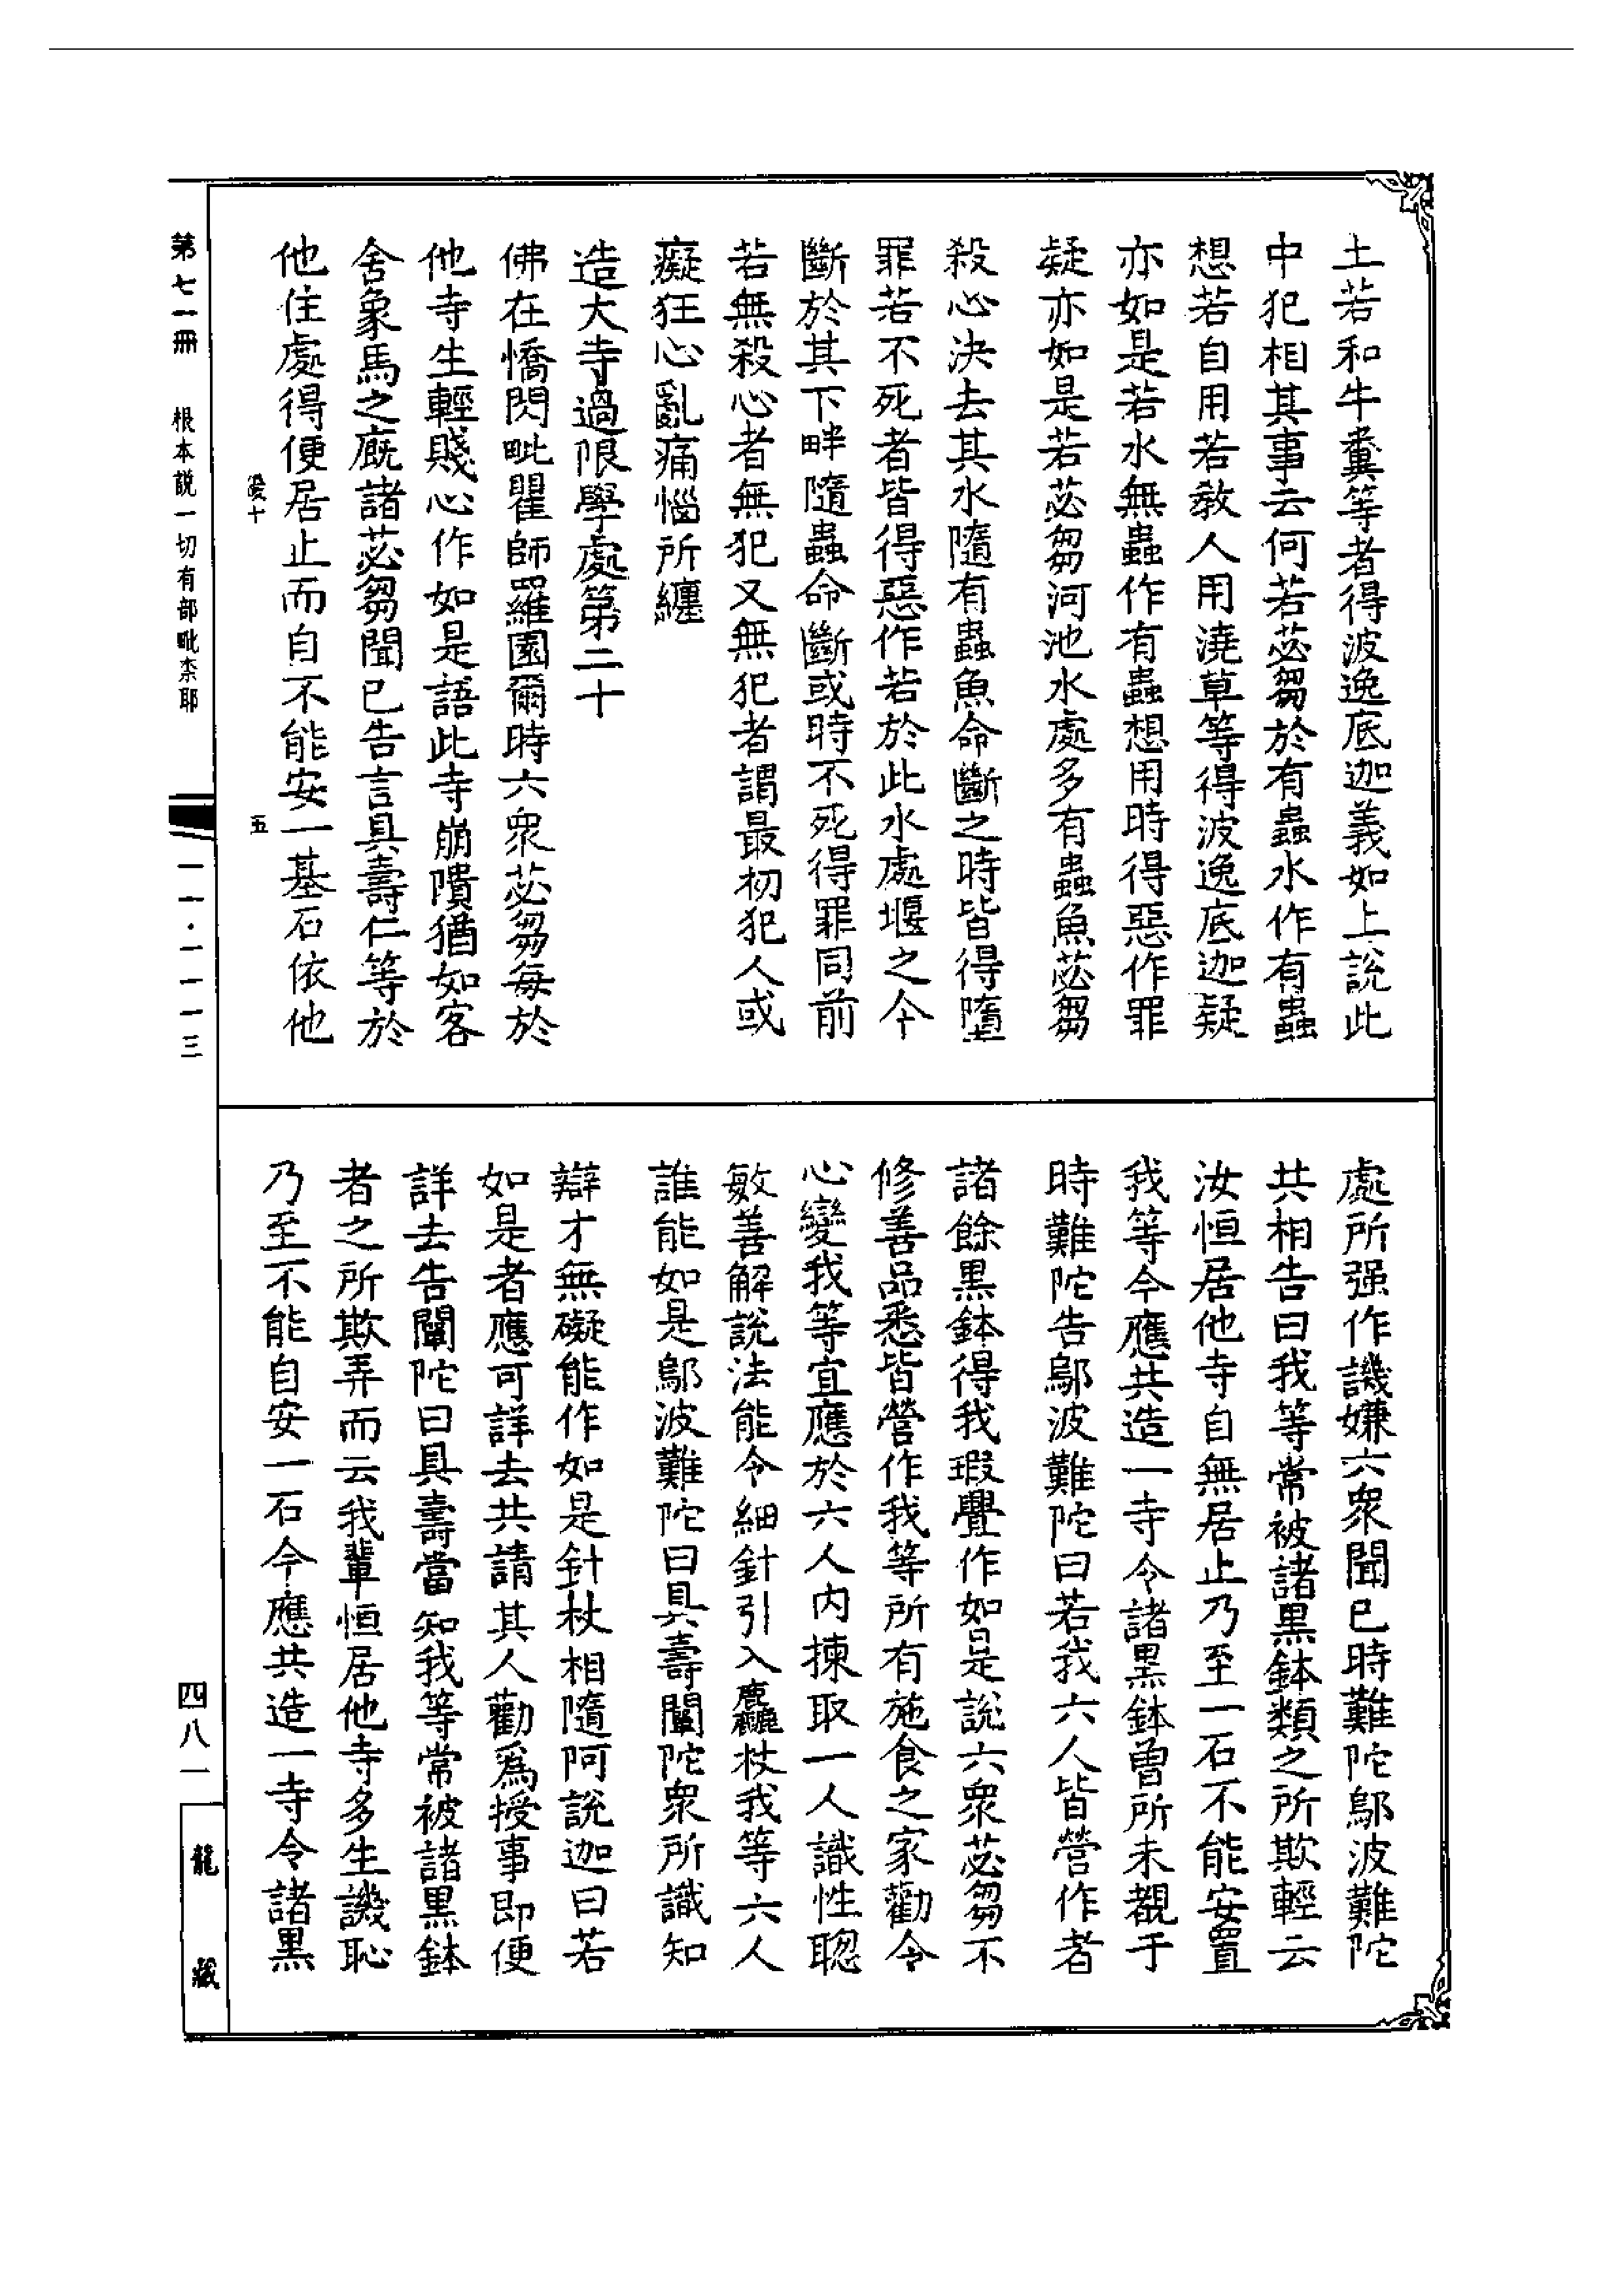 土若和牛糞等者得波逸底迦義如上說此
中犯相其事云何若苾芻於有蟲水作有蟲
想若自用若教人用澆草等得波逸底迦疑
亦如是若水無蟲作有蟲想用時得惡作罪
疑亦如是若苾芻河池水處多有蟲魚苾芻
殺心決去其水隨有蟲魚命斷之時皆得墮
罪若不死者皆得惡作若於此水處堰之令
斷於其下畔隨蟲命斷或時不死得罪同前
若無殺心者無犯又無犯者謂最初犯人或
癡狂心亂痛惱所纏
造大寺過限學處第二十
佛在憍閃毗瞿師羅園爾時六衆苾芻每於
他寺生輕賤心作如是語此寺崩隤猶如客
舍象馬之廐諸苾芻聞已告言具壽仁等於
他住處得便居止而自不能安一基石依他
處所强作譏嫌六衆聞已時難陀鄔波難陀
共相告曰我等常被諸黑鉢類之所欺輕云
汝恒居他寺自無居止乃至一石不能安置
我等今應共造一寺令諸黑鉢曾所未覩于
時難陀告鄔波難陀曰若我六人皆營作者
諸餘黑鉢得我瑕舋作如是說六衆苾芻不
修善品悉皆營作我等所有施食之家勸令
心變我等宜應於六人內揀取一人識性聰
敏善解說法能令細針引入麤杖我等六人
誰能如是鄔波難陀曰具壽闡陀衆所識知
辯才無礙能作如是針杖相隨阿說迦曰若
如是者應可詳去共請其人勸爲授事即便
詳去告闡陀曰具壽當知我等常被諸黑鉢
者之所欺弄而云我輩恒居他寺多生譏恥
乃至不能自安一石今應共造一寺令諸黑
第七一冊 根本說一切有部毗柰耶
一一·一一一三
四八一
龍藏
五